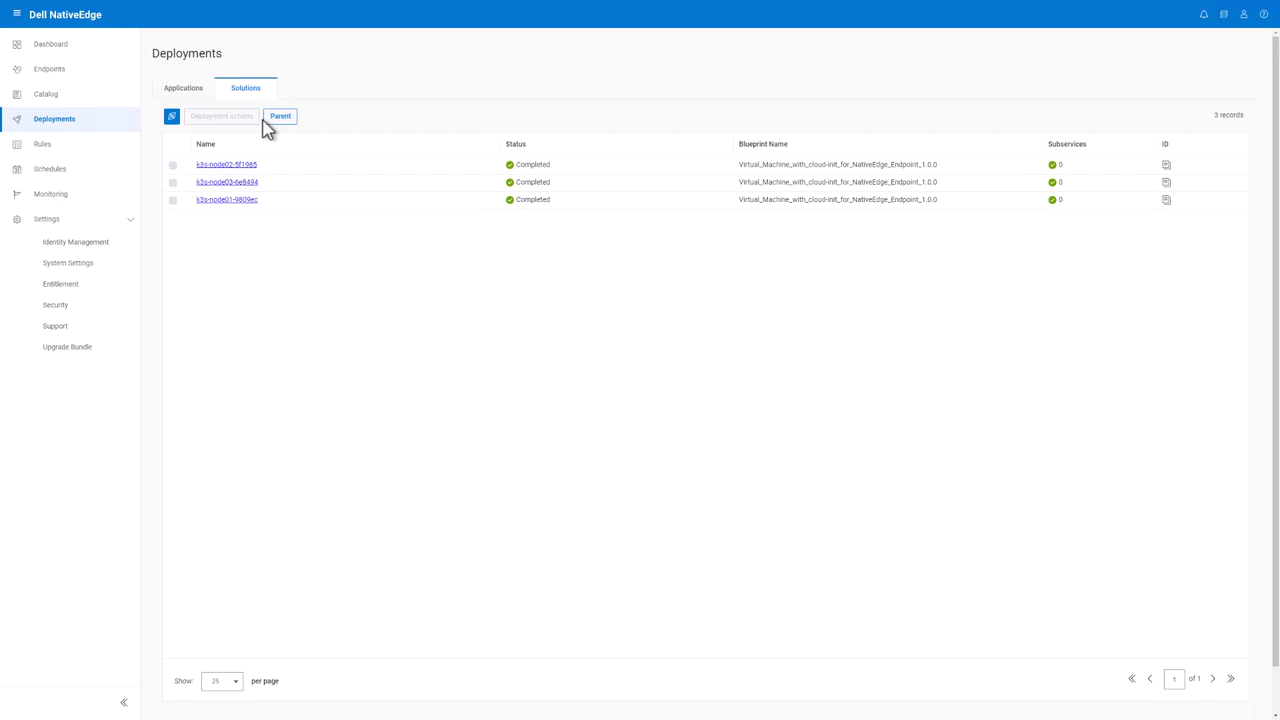 Dell NativeEdge
Dashboard
Endpoints
Catalog
Deployments
Rules
Schedules
Monitoring
Settings
Identity Management
System Settings
Entitlement
Security
Support
Upgrade Bundle
Deployments
Applications Solutions
Deployment actions Parent 3 records
Name Status Blueprint Name Subservices ID
k3s-node02-5f1985 Completed Virtual_Machine_with_cloud-init_for_NativeEdge_Endpoint_1.0.0 0
k3s-node03-6e8494 Completed Virtual_Machine_with_cloud-init_for_NativeEdge_Endpoint_1.0.0 0
k3s-node01-9809ec Completed Virtual_Machine_with_cloud-init_for_NativeEdge_Endpoint_1.0.0 0
Show: 25 per page 1 of 1